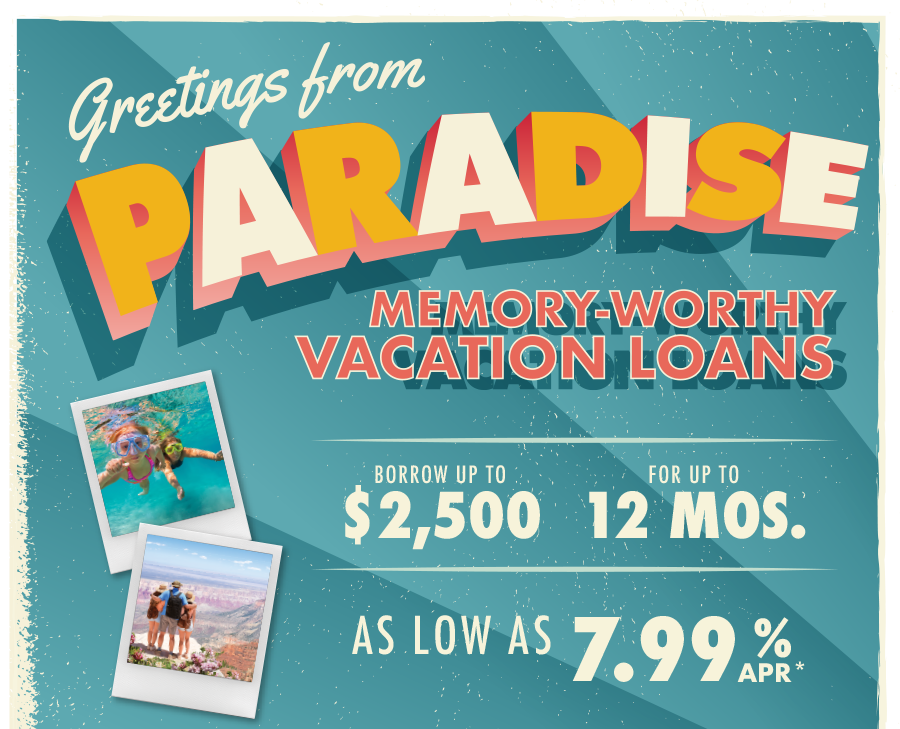 Greetings from
PARADISE
MEMORY-WORTHY
VACATION LOANS
BORROW UP TO FOR UP TO
$2,500 12 MOS.
AS LOW AS 7.99% APR*